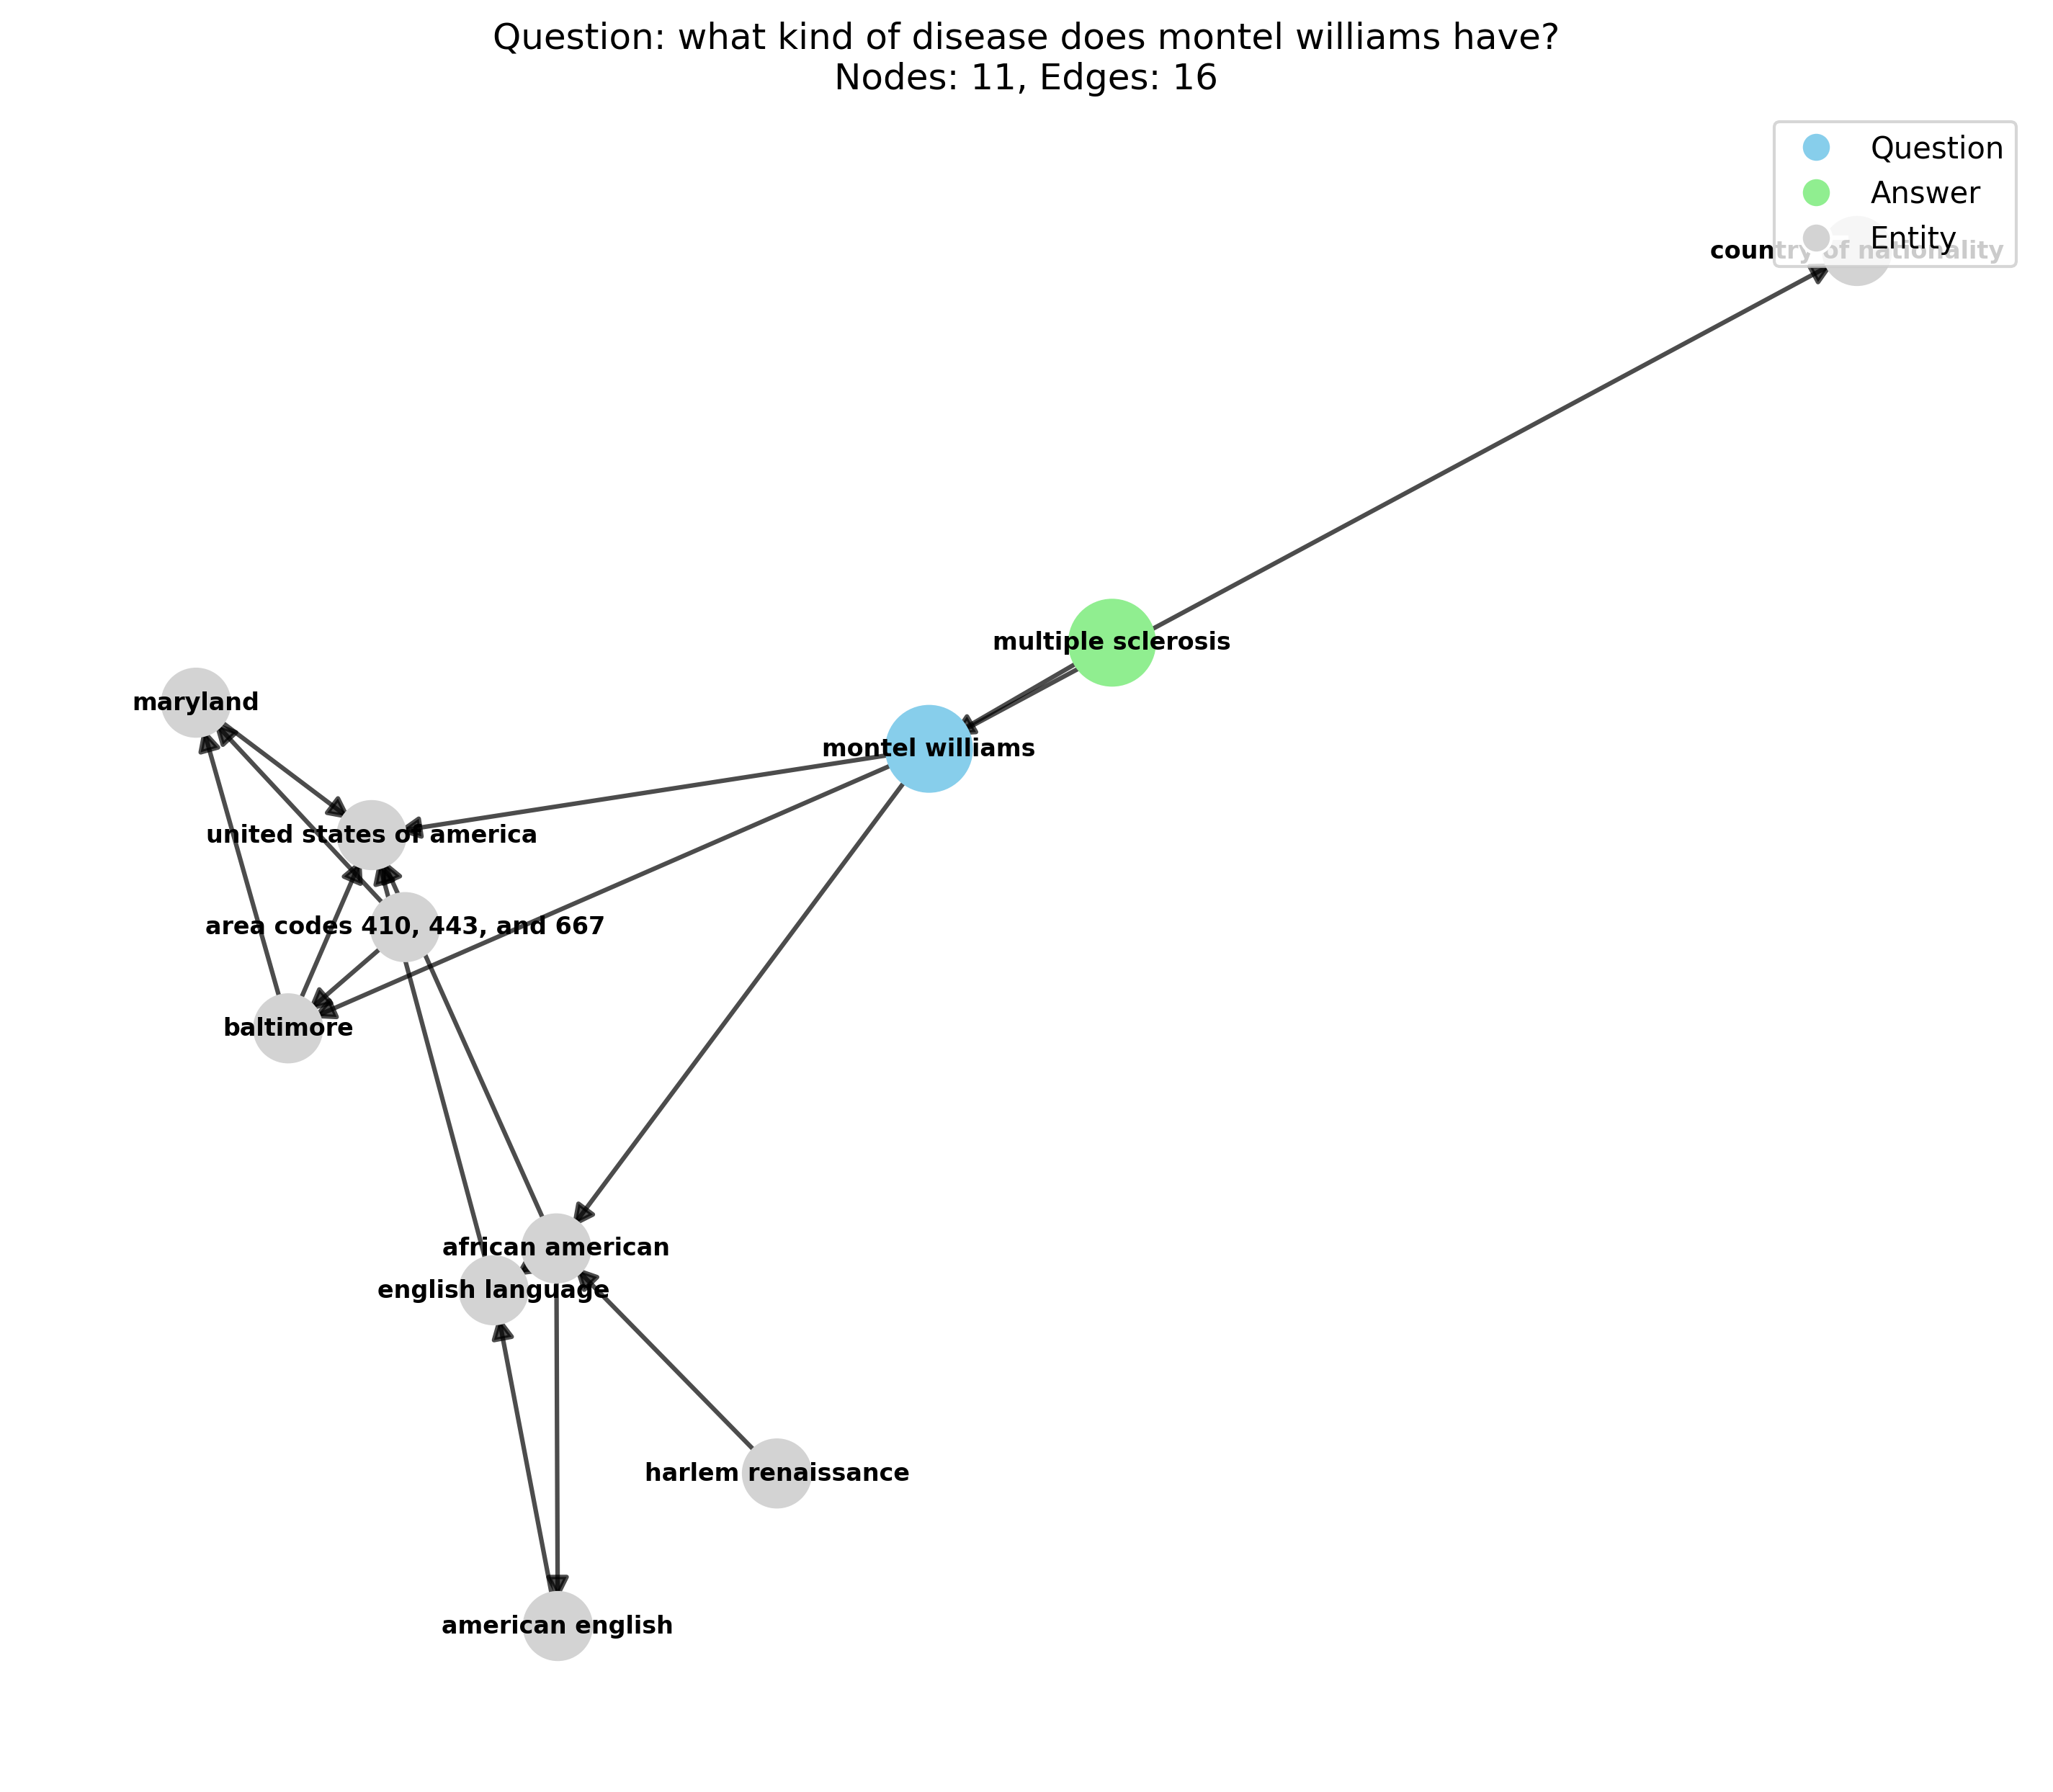 Question: what kind of disease does montel williams have?
Nodes: 11, Edges: 16
Question
Answer
Entity
country of nationality
multiple sclerosis
maryland
montel williams
united states of america
area codes 410, 443, and 667
baltimore
african american
english language
harlem renaissance
american english